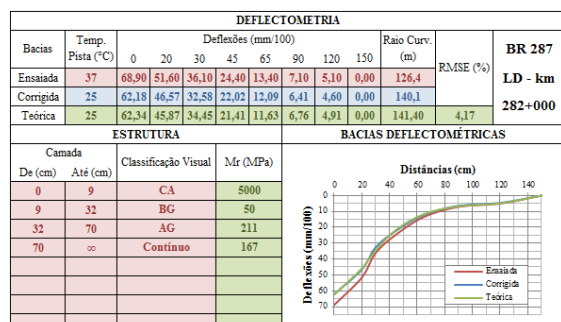 DEFLECTOMETRIA
Bacias Temp. Pista (°C) Deflexões (mm/100) Raio Curv. (m) RMSE (%) BR 287 LD - km 282+000
0 20 30 45 65 90 120 150
Ensaiada 37 68,90 51,60 36,10 24,40 13,40 7,10 5,10 0,00 126,4
Corrigida 25 62,18 46,57 32,58 22,02 12,09 6,41 4,60 0,00 140,1
Teórica 25 62,34 45,87 34,45 21,41 11,63 6,76 4,91 0,00 141,40 4,17
ESTRUTURA BACIAS DEFLECTOMÉTRICAS
Camada Classificação Visual Mr (MPa)
De (cm) Até (cm)
0 9 CA 5000
9 32 BG 50
32 70 AG 211
70 ∞ Contínuo 167
Distâncias (cm)
0 20 40 60 80 100 120 140
Deflexões (mm/100)
0
10
20
30
40
50
60
70
Ensaiada
Corrigida
Teórica